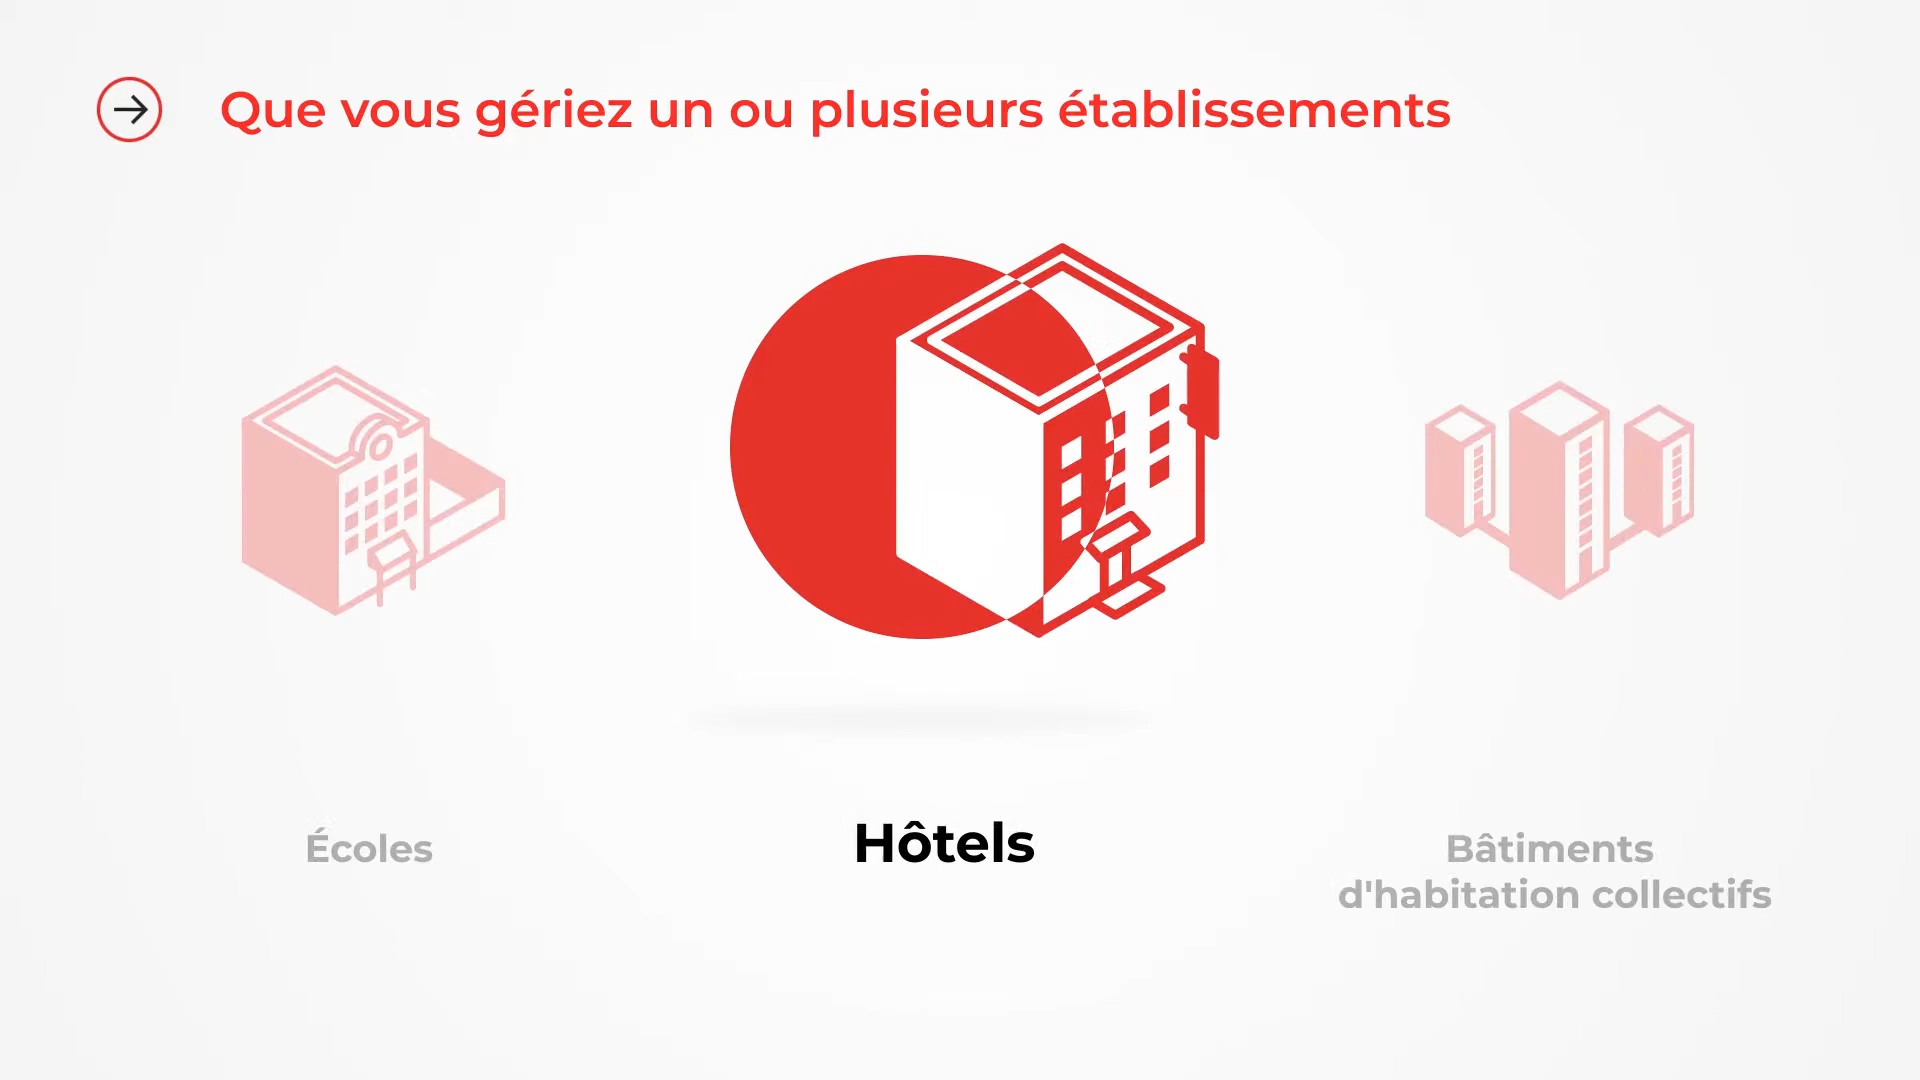 Que vous gériez un ou plusieurs établissements
Écoles
Hôtels
Bâtiments
d'habitation collectifs